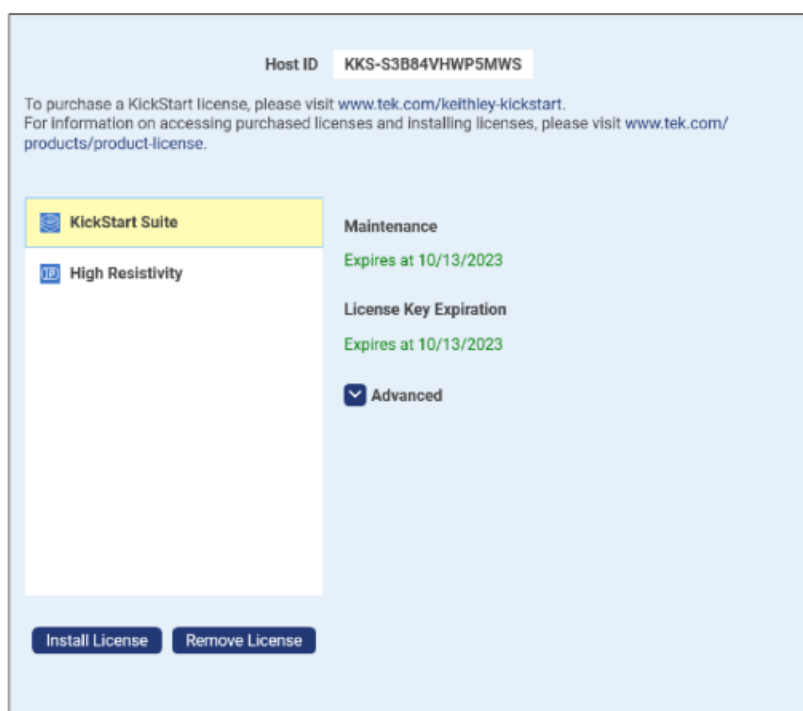 Host ID KKS-S3B84VHWP5MWS
To purchase a KickStart license, please visit www.tek.com/keithley-kickstart.
For information on accessing purchased licenses and installing licenses, please visit www.tek.com/
products/product-license.
KickStart Suite
High Resistivity
Maintenance
Expires at 10/13/2023
License Key Expiration
Expires at 10/13/2023
Advanced
Install License Remove License